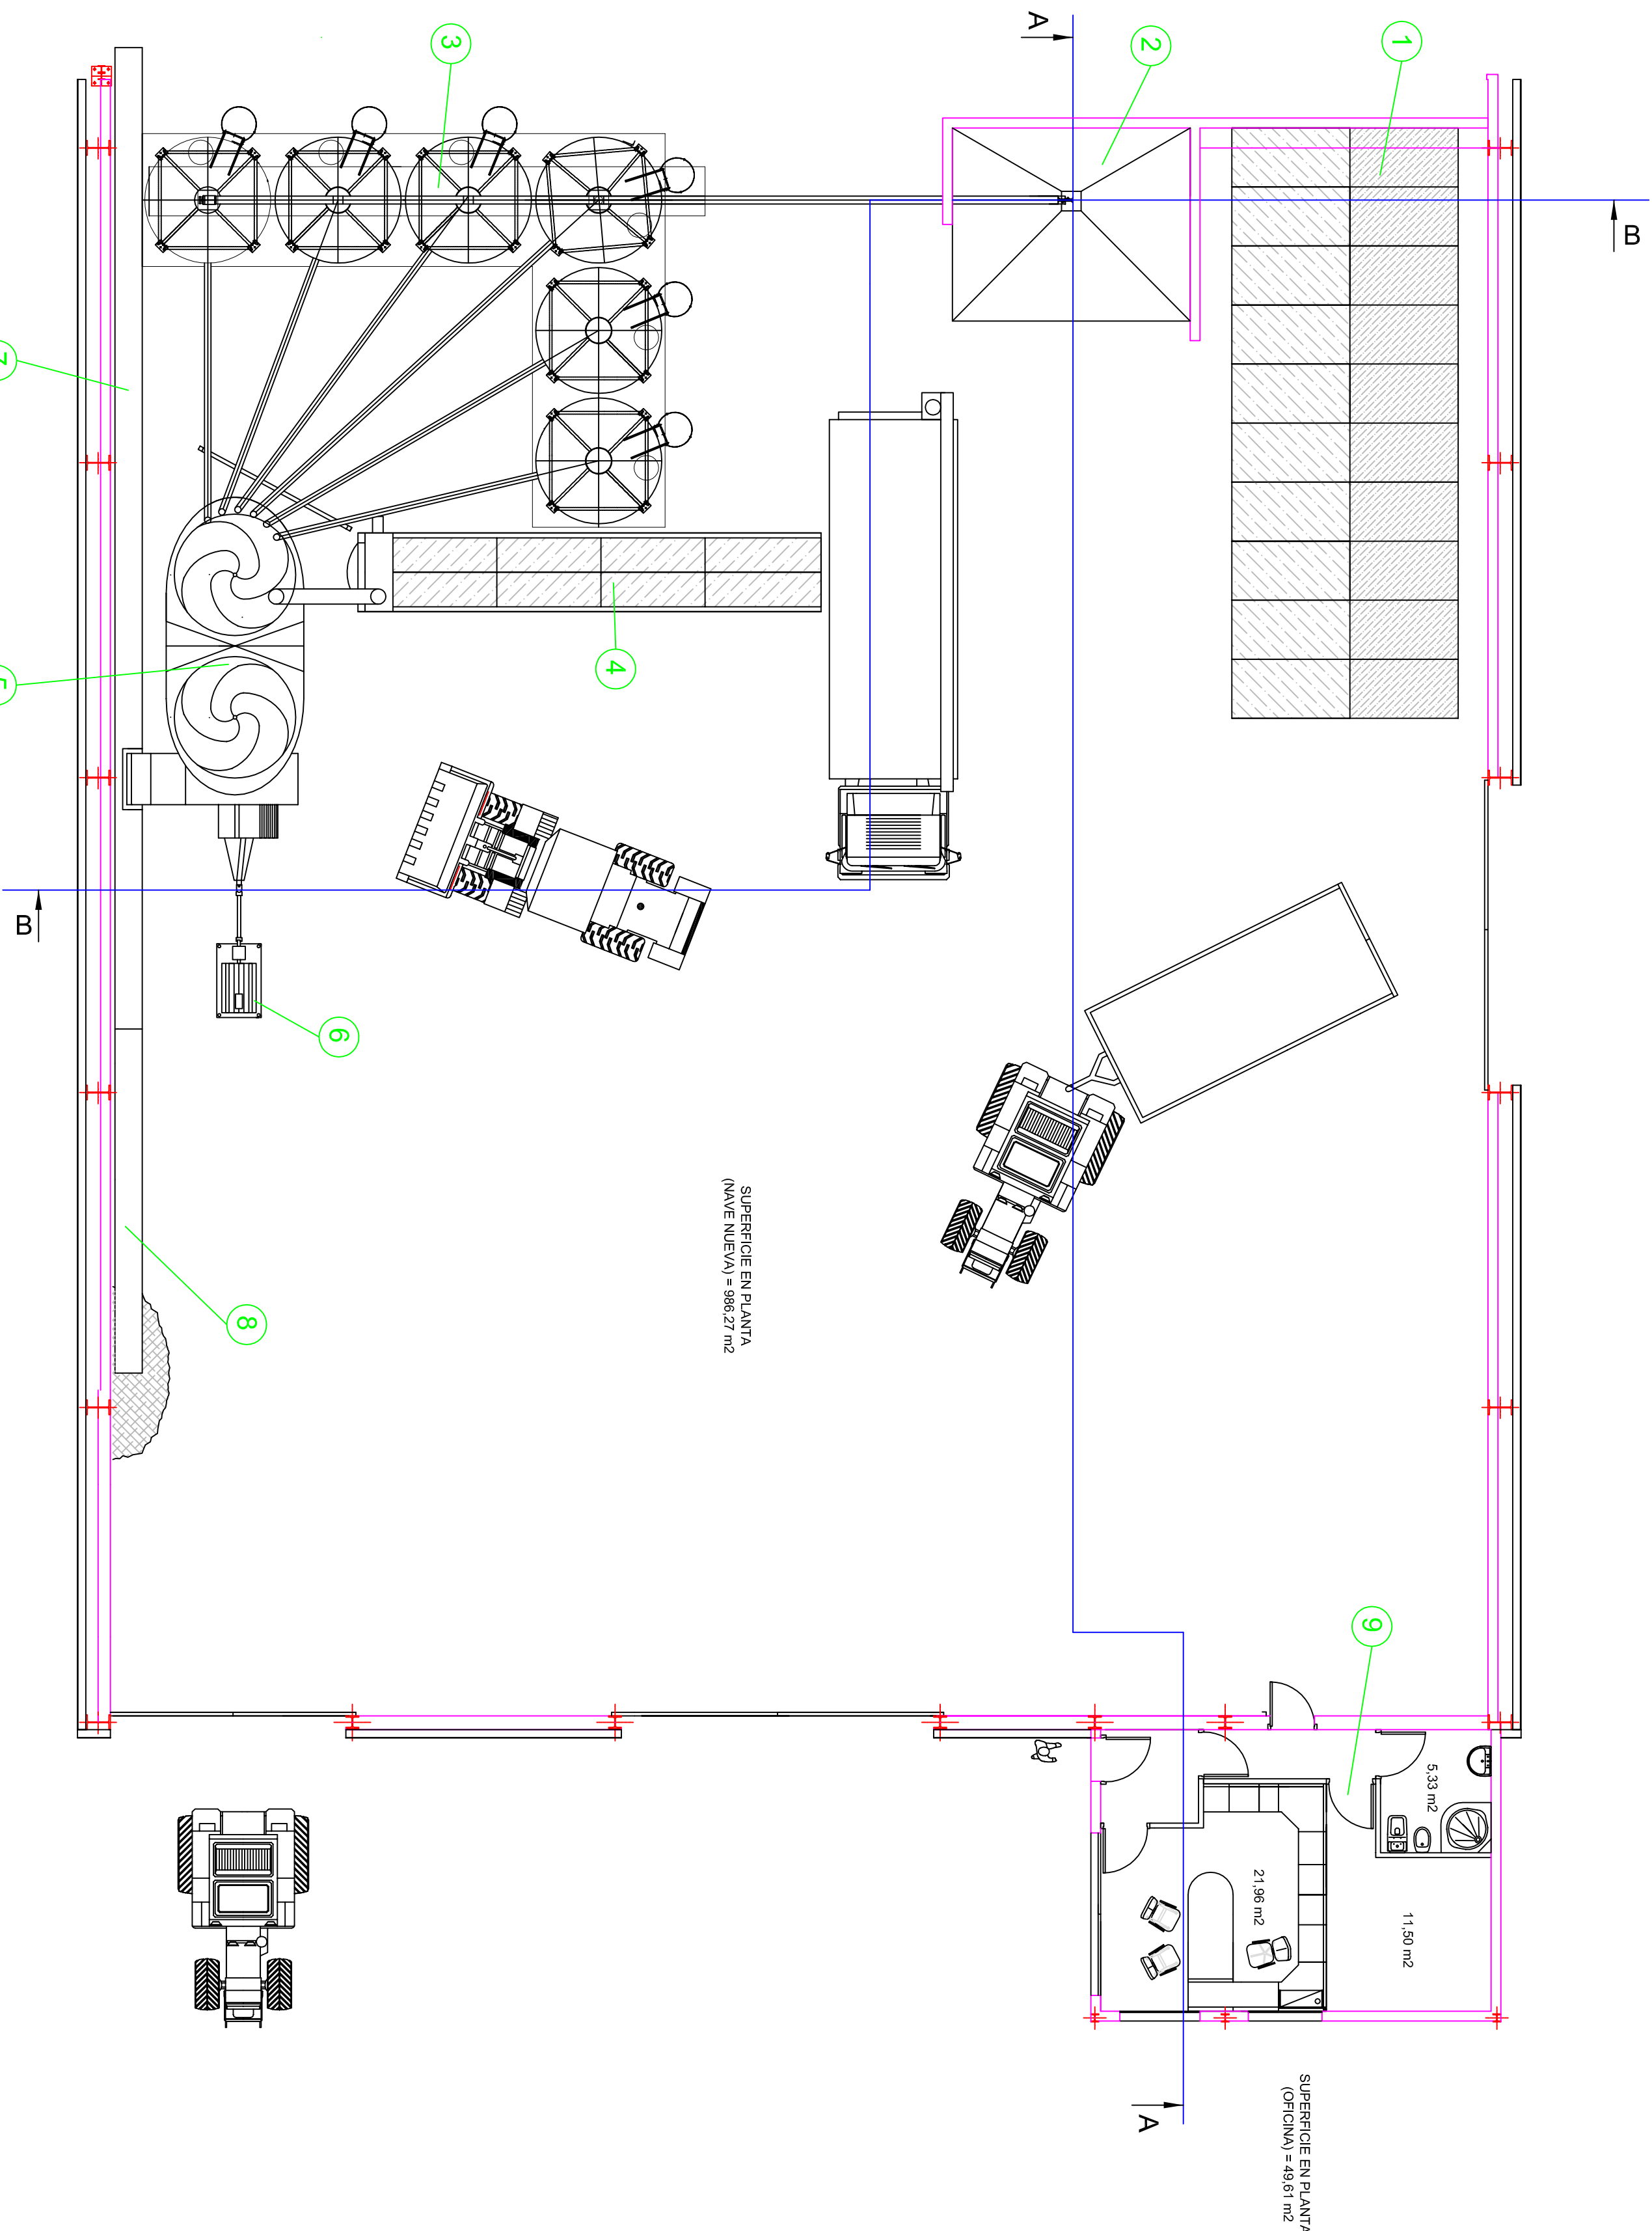 1
2
3
A
B
7
4
5
B
6
8
SUPERFICIE EN PLANTA
(NAVE NUEVA) = 986,27 m2
9
5,33 m2
21,96 m2
11,50 m2
A
SUPERFICIE EN PLANTA
(OFICINA) = 49,61 m2